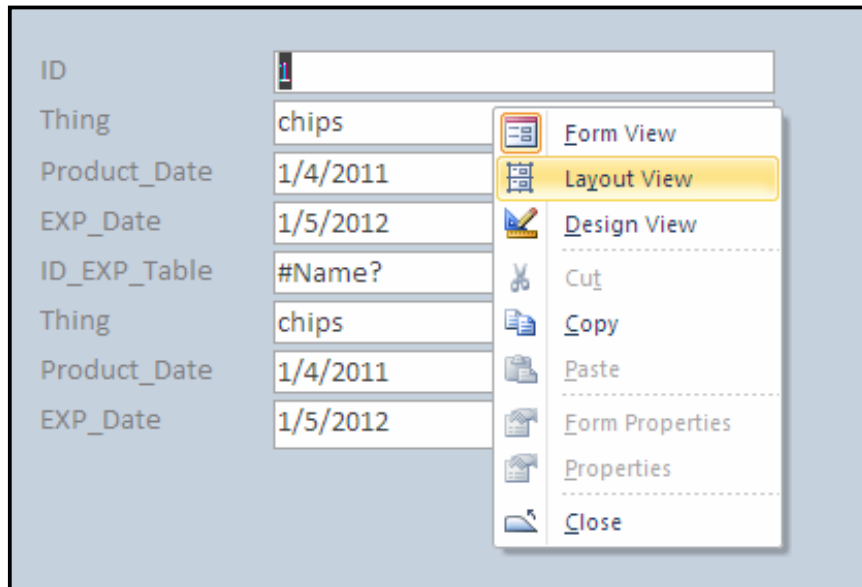 ID 1
Thing chips
Product_Date 1/4/2011
EXP_Date 1/5/2012
ID_EXP_Table #Name?
Thing chips
Product_Date 1/4/2011
EXP_Date 1/5/2012
Form View
Layout View
Design View
Cut
Copy
Paste
Form Properties
Properties
Close